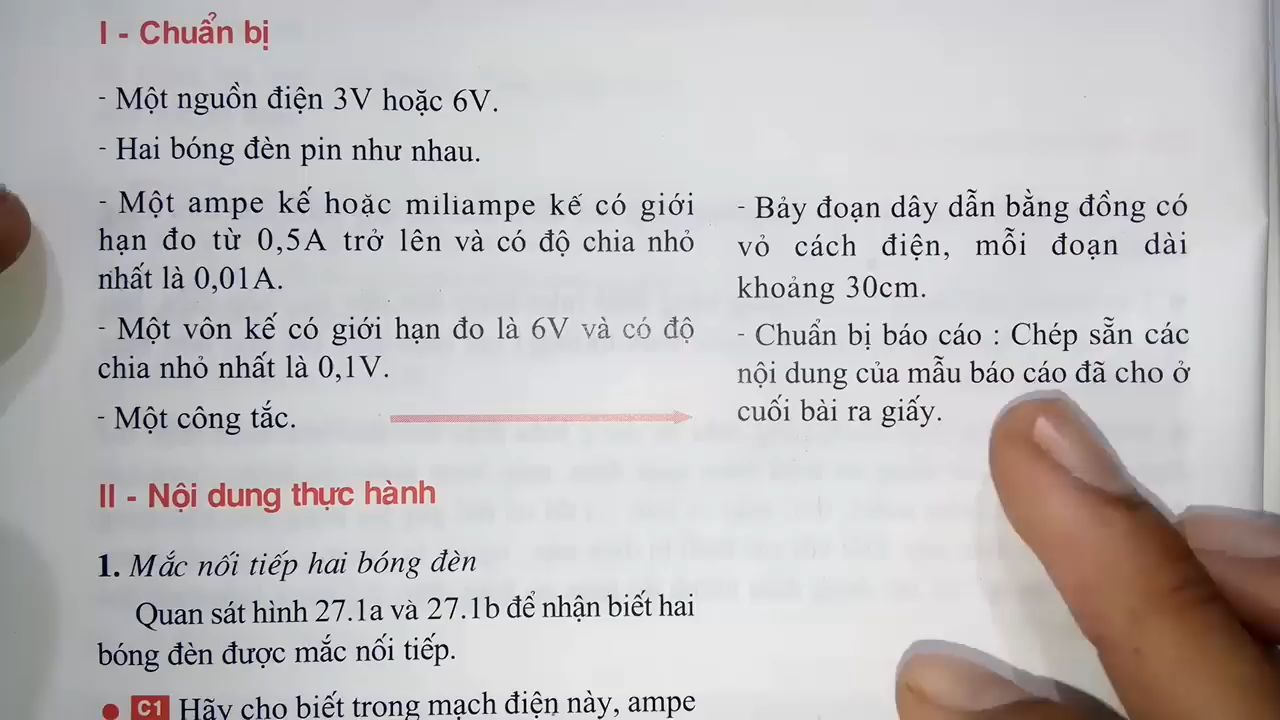 I - Chuẩn bị
- Một nguồn điện 3V hoặc 6V.
- Hai bóng đèn pin như nhau.
- Một ampe kế hoặc miliampe kế có giới
hạn đo từ 0,5A trở lên và có độ chia nhỏ
nhất là 0,01A.
- Một vôn kế có giới hạn đo là 6V và có độ
chia nhỏ nhất là 0,1V.
- Một công tắc.
- Bảy đoạn dây dẫn bằng đồng có
vỏ cách điện, mỗi đoạn dài
khoảng 30cm.
- Chuẩn bị báo cáo : Chép sẵn các
nội dung của mẫu báo cáo đã cho ở
cuối bài ra giấy.
II - Nội dung thực hành
1. Mắc nối tiếp hai bóng đèn
Quan sát hình 27.1a và 27.1b để nhận biết hai
bóng đèn được mắc nối tiếp.
● C1 Hãy cho biết trong mạch điện này, ampe